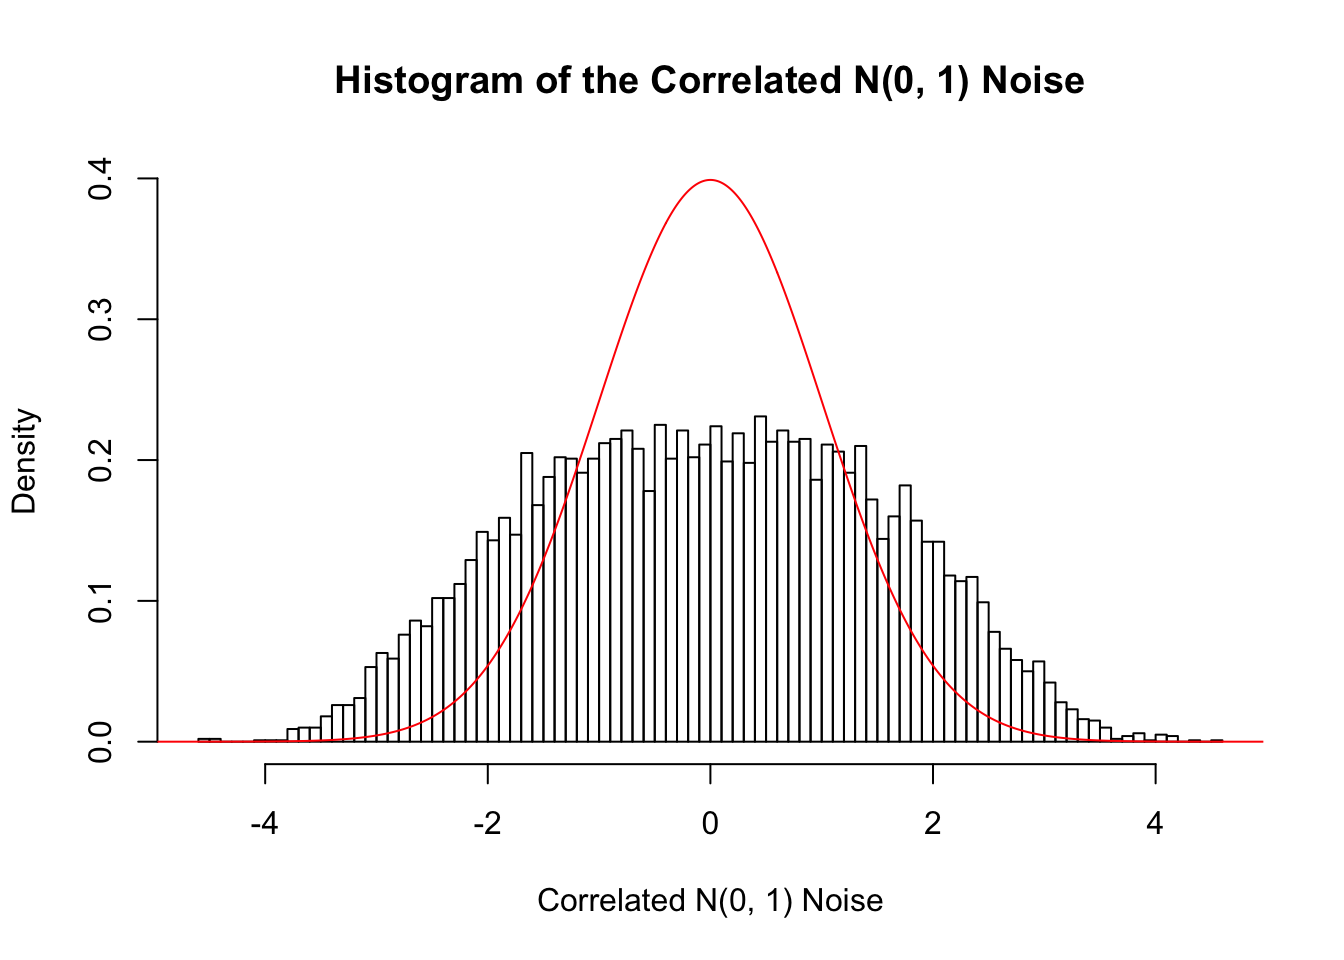 Histogram of the Correlated N(0, 1) Noise
Density
0.4
0.3
0.2
0.1
0.0
-4 -2 0 2 4
Correlated N(0, 1) Noise